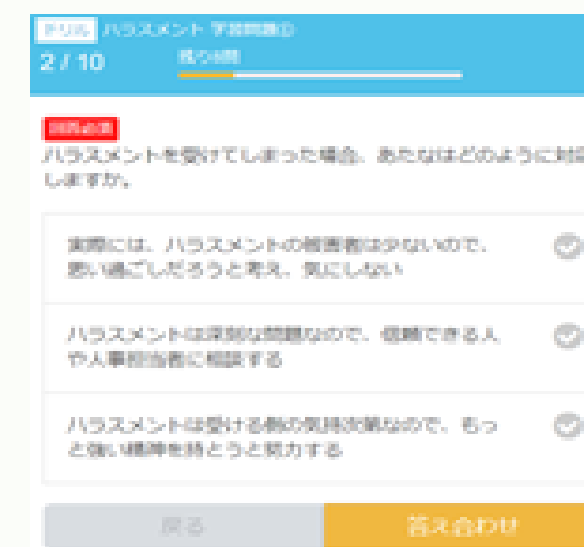 ドリル ハラスメント 学習問題①
2 / 10 残り8問
回答必須
ハラスメントを受けてしまった場合、あたなはどのように対応
しますか。
実際には、ハラスメントの被害者は少ないので、
思い過ごしだろうと考え、気にしない
ハラスメントは深刻な問題なので、信頼できる人
や人事担当者に相談する
ハラスメントは受ける側の気持次第なので、もっ
と強い精神を持とうと努力する
戻る 答え合わせ